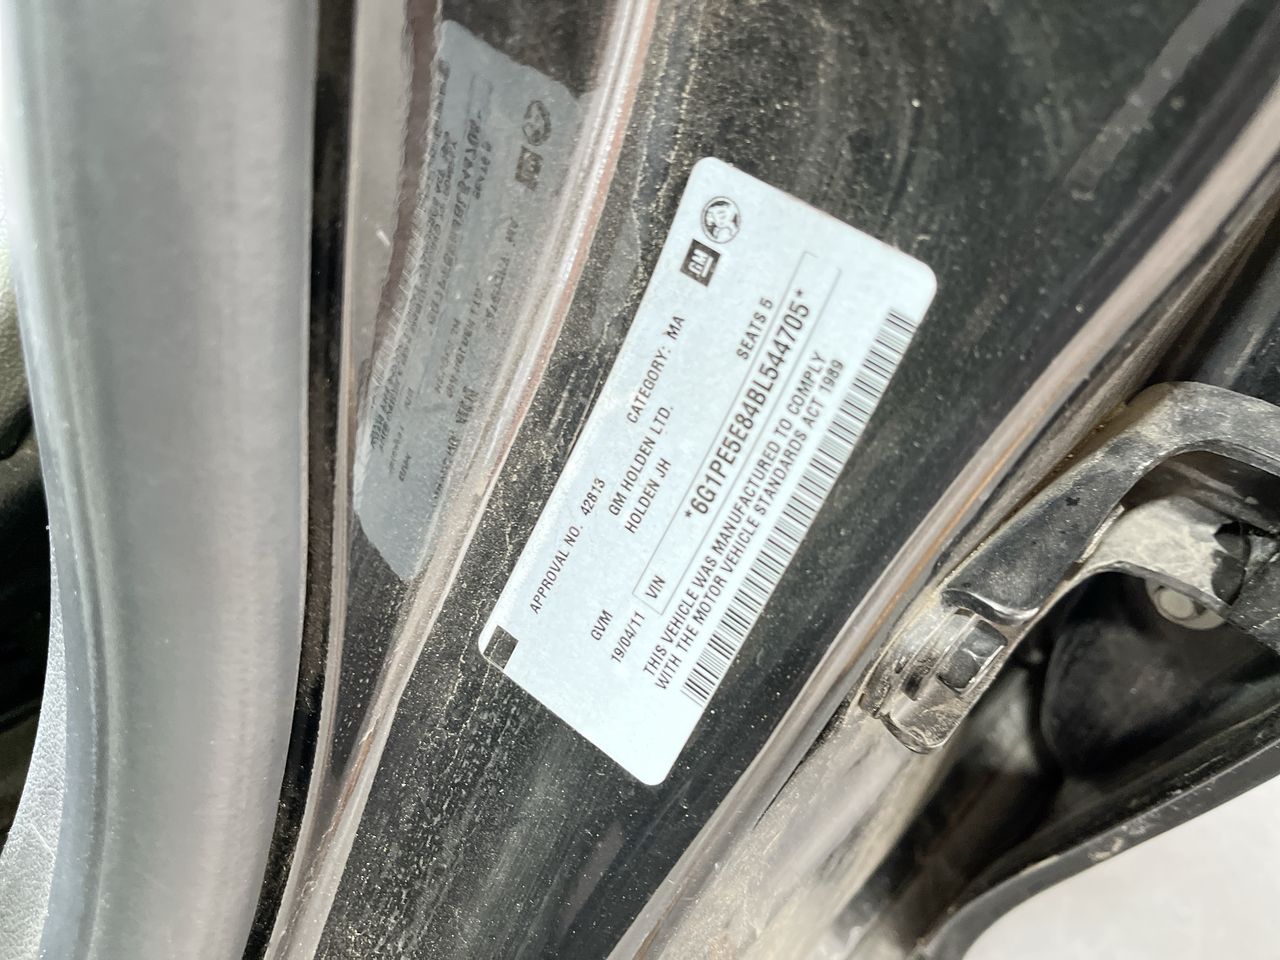 GM
APPROVAL NO. 42813 CATEGORY: MA
GM HOLDEN LTD.
HOLDEN JH
GVM SEATS 5
19/04/11 VIN *6G1PE5E84BL544705*
THIS VEHICLE WAS MANUFACTURED TO COMPLY
WITH THE MOTOR VEHICLE STANDARDS ACT 1989